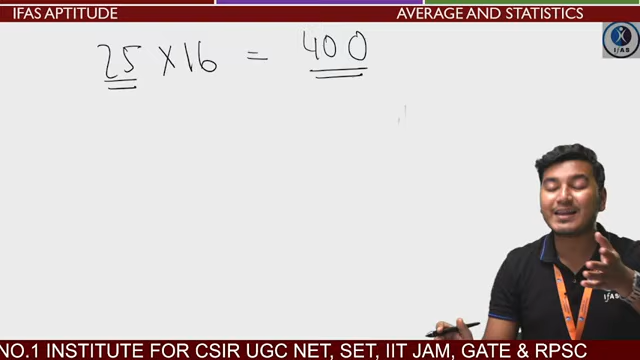 IFAS APTITUDE
AVERAGE AND STATISTICS
25 × 16 = 400
IFAS
IFAS
NO.1 INSTITUTE FOR CSIR UGC NET, SET, IIT JAM, GATE & RPSC